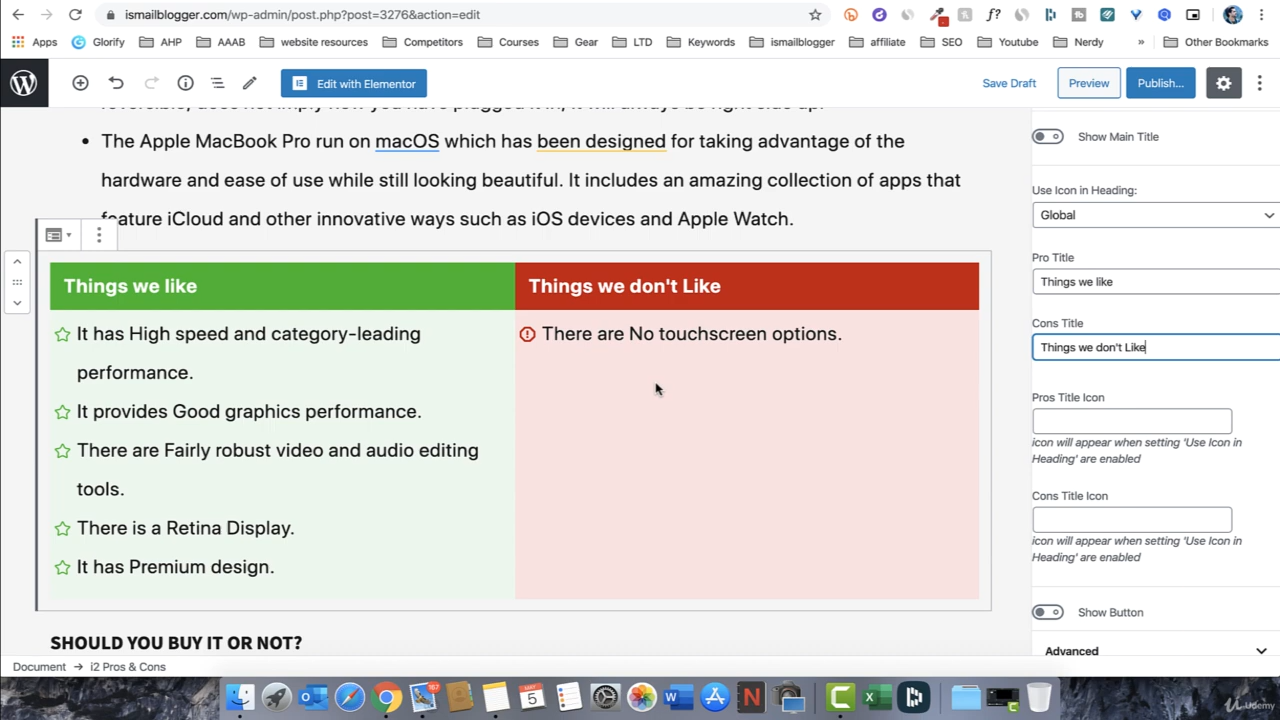 ismailblogger.com/wp-admin/post.php?post=3276&action=edit
Apps Glorify AHP AAAB website resources Competitors Courses Gear LTD Keywords ismailblogger affiliate SEO Youtube Nerdy » Other Bookmarks
Edit with Elementor Save Draft Preview Publish...
• The Apple MacBook Pro run on macOS which has been designed for taking advantage of the
hardware and ease of use while still looking beautiful. It includes an amazing collection of apps that
feature iCloud and other innovative ways such as iOS devices and Apple Watch.
Things we like
Things we don't Like
It has High speed and category-leading
performance.
It provides Good graphics performance.
There are Fairly robust video and audio editing
tools.
There is a Retina Display.
It has Premium design.
There are No touchscreen options.
SHOULD YOU BUY IT OR NOT?
Document → i2 Pros & Cons
Show Main Title
Use Icon in Heading:
Global
Pro Title
Things we like
Cons Title
Things we don't Like
Pros Title Icon
icon will appear when setting 'Use Icon in
Heading' are enabled
Cons Title Icon
icon will appear when setting 'Use Icon in
Heading' are enabled
Show Button
Advanced
Udemy